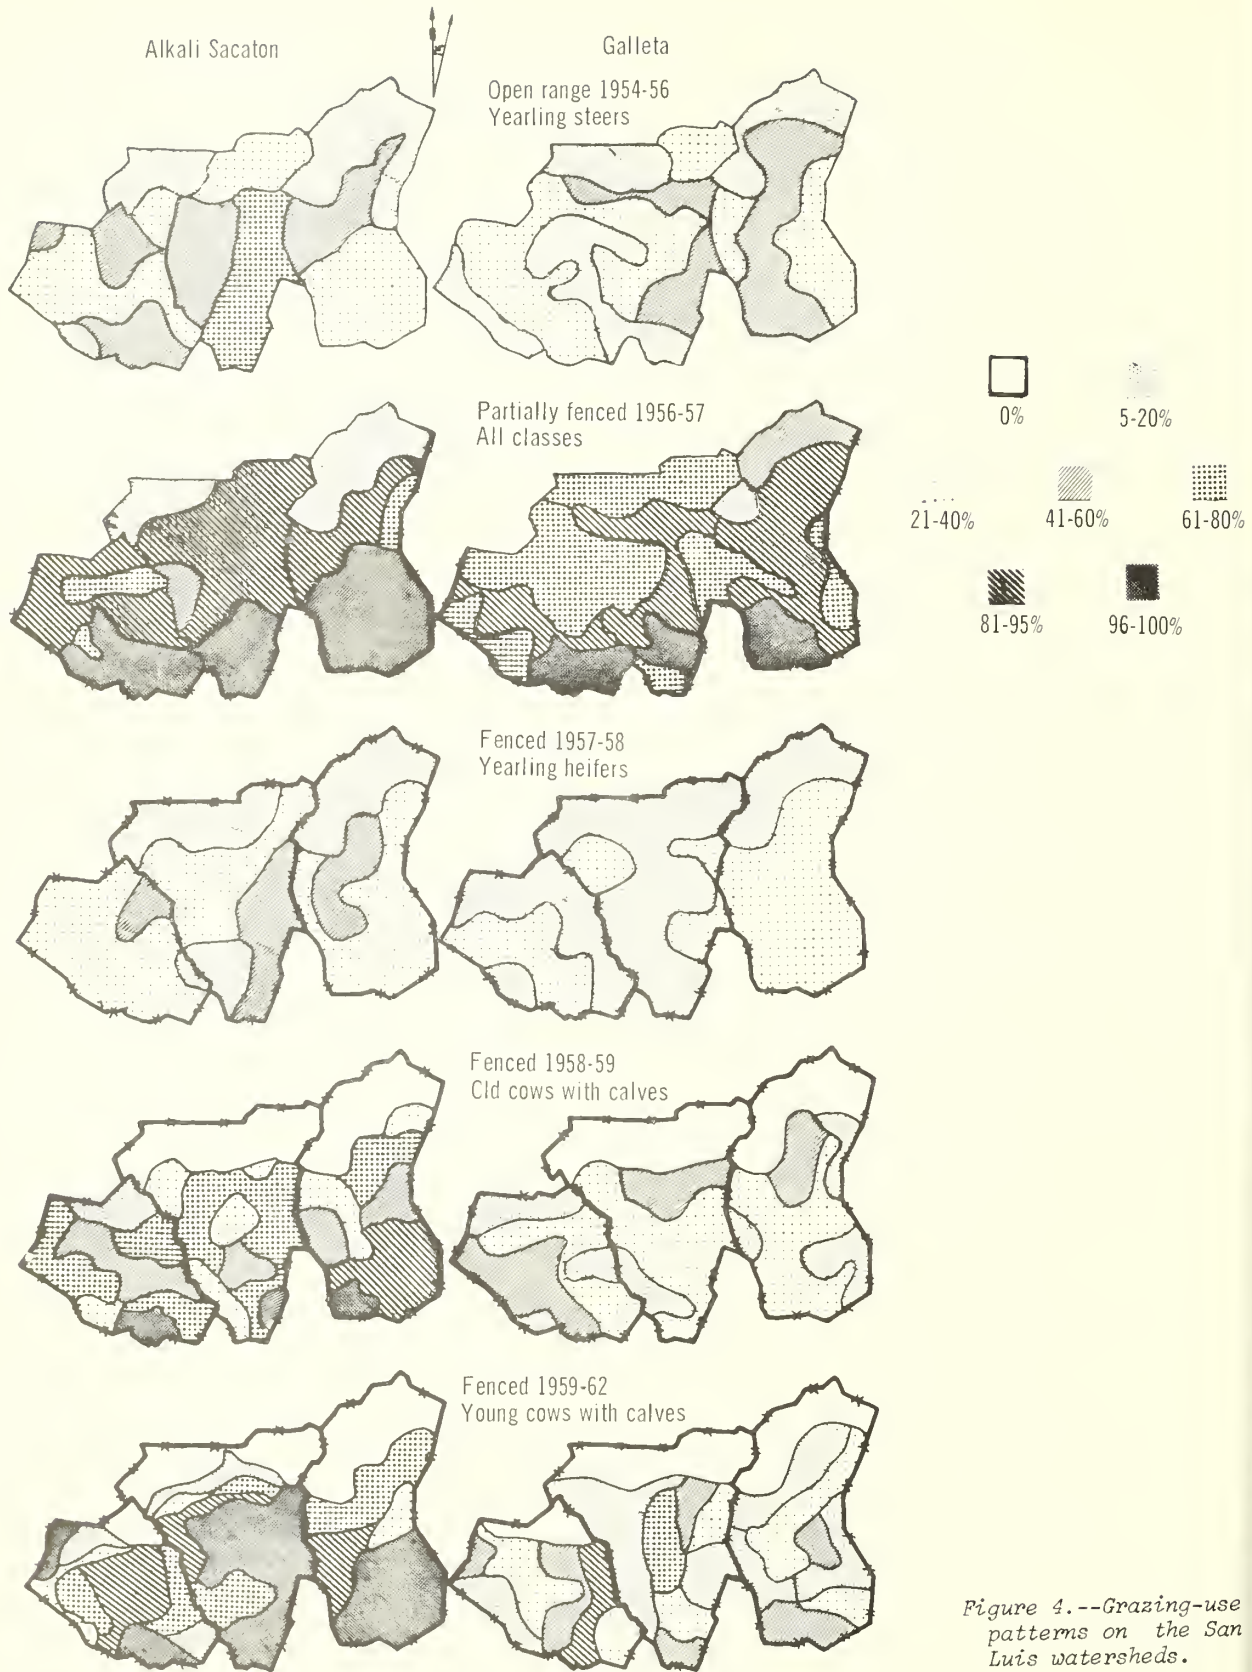 Alkali Sacaton
Galleta
Open range 1954-56
Yearling steers
0%
5-20%
Partially fenced 1956-57
All classes
21-40%
41-60%
61-80%
81-95%
96-100%
Fenced 1957-58
Yearling heifers
Fenced 1958-59
Cld cows with calves
Fenced 1959-62
Young cows with calves
Figure 4.--Grazing-use
patterns on the San
Luis watersheds.